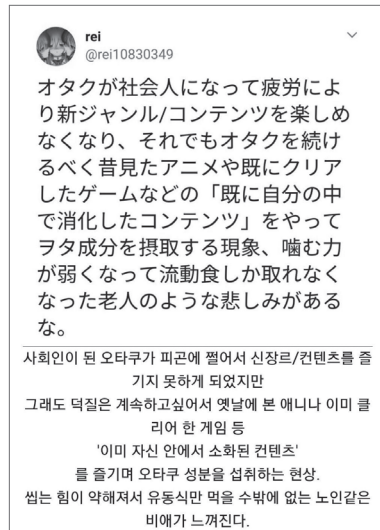 rei
@rei10830349
オタクが社会人になって疲労によ
り新ジャンル/コンテンツを楽しめ
なくなり、それでもオタクを続け
るべく昔見たアニメや既にクリア
したゲームなどの「既に自分の中
で消化したコンテンツ」をやって
ヲタ成分を摂取する現象、噛む力
が弱くなって流動食しか取れなく
なった老人のような悲しみがある
な。
사회인이 된 오타쿠가 피곤에 쩔어서 신장르/컨텐츠를 즐
기지 못하게 되었지만
그래도 덕질은 계속하고싶어서 옛날에 본 애니나 이미 클
리어 한 게임 등
'이미 자신 안에서 소화된 컨텐츠'
를 즐기며 오타쿠 성분을 섭취하는 현상.
씹는 힘이 약해져서 유동식만 먹을 수밖에 없는 노인같은
비애가 느껴진다.